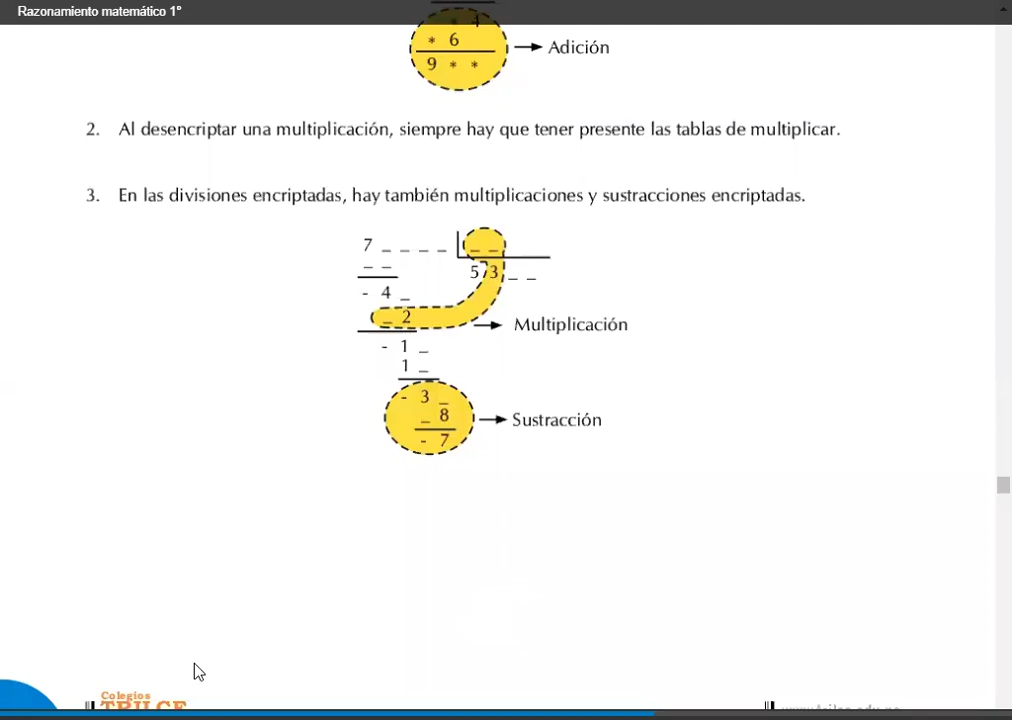 Razonamiento matemático 1°
* 6
9 * *
Adición
2. Al desencriptar una multiplicación, siempre hay que tener presente las tablas de multiplicar.
3. En las divisiones encriptadas, hay también multiplicaciones y sustracciones encriptadas.
7 _ _ _ _ _ _
_ _ 5 7 3 _ _
- 4 _
_ 2
Multiplicación
- 1 _
1 _
- 3 _
_ 8
Sustracción
- 7
Colegios
TRILCE